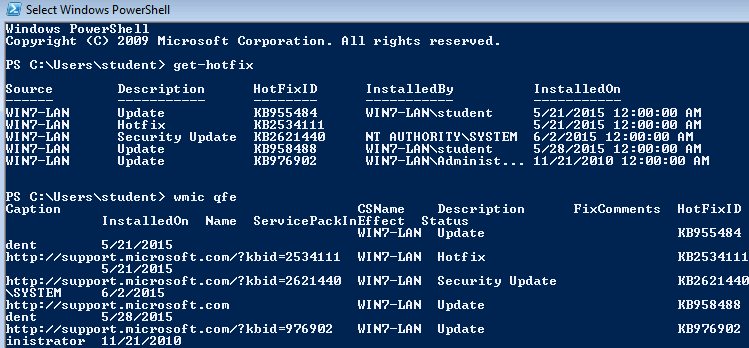 Select Windows PowerShell
Windows PowerShell
Copyright (C) 2009 Microsoft Corporation. All rights reserved.
PS C:\Users\student> get-hotfix
Source Description HotFixID InstalledBy InstalledOn
------ ----------- -------- ----------- -----------
WIN7-LAN Update KB955484 WIN7-LAN\student 5/21/2015 12:00:00 AM
WIN7-LAN Hotfix KB2534111 5/21/2015 12:00:00 AM
WIN7-LAN Security Update KB2621440 NT AUTHORITY\SYSTEM 6/2/2015 12:00:00 AM
WIN7-LAN Update KB958488 WIN7-LAN\student 5/28/2015 12:00:00 AM
WIN7-LAN Update KB976902 WIN7-LAN\Administ... 11/21/2010 12:00:00 AM
PS C:\Users\student> wmic qfe
Caption CSName Description FixComments HotFixID
InstalledOn Name ServicePackInEffect Status
WIN7-LAN Update KB955484
dent 5/21/2015
http://support.microsoft.com/?kbid=2534111 WIN7-LAN Hotfix KB2534111
5/21/2015
http://support.microsoft.com/?kbid=2621440 WIN7-LAN Security Update KB2621440
\SYSTEM 6/2/2015
http://support.microsoft.com WIN7-LAN Update KB958488
dent 5/28/2015
http://support.microsoft.com/?kbid=976902 WIN7-LAN Update KB976902
inistrator 11/21/2010